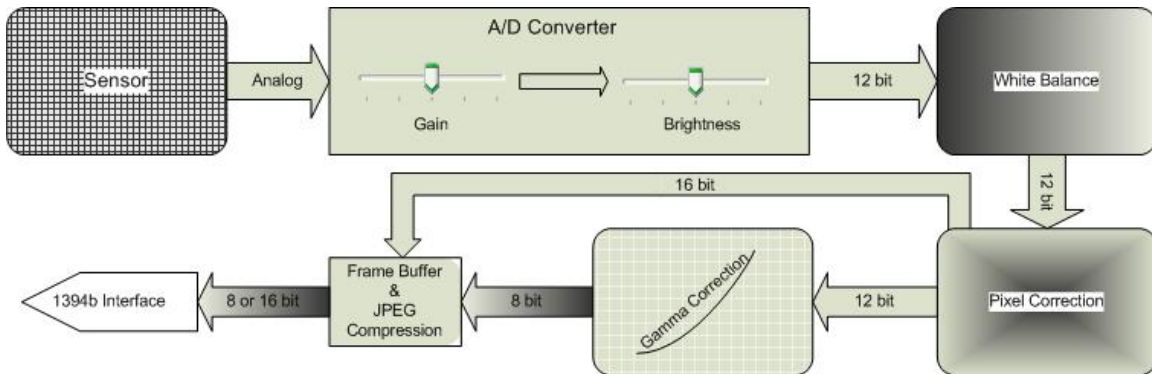 A/D Converter
Sensor
Analog
Gain
Brightness
12 bit
White Balance
12 bit
16 bit
Pixel Correction
12 bit
Gamma Correction
8 bit
Frame Buffer
&
JPEG
Compression
8 or 16 bit
1394b Interface